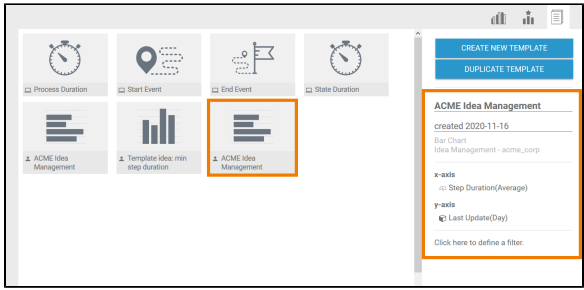 CREATE NEW TEMPLATE
DUPLICATE TEMPLATE
Process Duration
Start Event
End Event
State Duration
ACME Idea
Management
Template idea: min
step duration
ACME Idea
Management
ACME Idea Management
created 2020-11-16
Bar Chart
Idea Management - acme_corp
x-axis
Step Duration(Average)
y-axis
Last Update(Day)
Click here to define a filter.